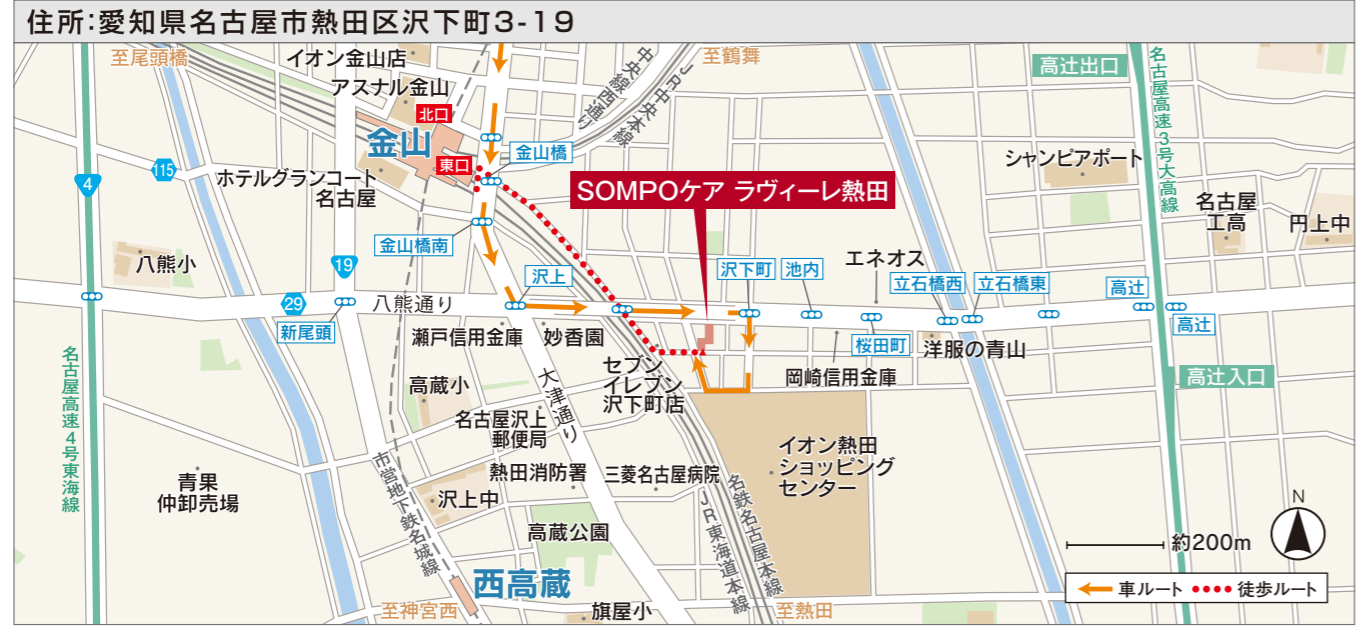 住所:愛知県名古屋市熱田区沢下町3-19
至尾頭橋
イオン金山店
アスナル金山
北口
金山
東口
金山橋
中央線西通り
JR中央本線
至鶴舞
高辻出口
名古屋高速3号大高線
4
115
ホテルグランコート
名古屋
SOMPOケア ラヴィーレ熱田
シャンピアポート
名古屋
工高
円上中
金山橋南
八熊小
19
沢上
沢下町
池内
エネオス
立石橋西
立石橋東
高辻
高辻
29
八熊通り
新尾頭
瀬戸信用金庫
妙香園
セブン
イレブン
沢下町店
桜田町
洋服の青山
岡崎信用金庫
高辻入口
名古屋高速4号東海線
高蔵小
大津通り
名古屋沢上
郵便局
イオン熱田
ショッピング
センター
青果
仲卸売場
市営地下鉄名城線
熱田消防署
三菱名古屋病院
沢上中
高蔵公園
名鉄名古屋本線
JR東海道本線
西高蔵
至神宮西
旗屋小
至熱田
N
約200m
車ルート
徒歩ルート